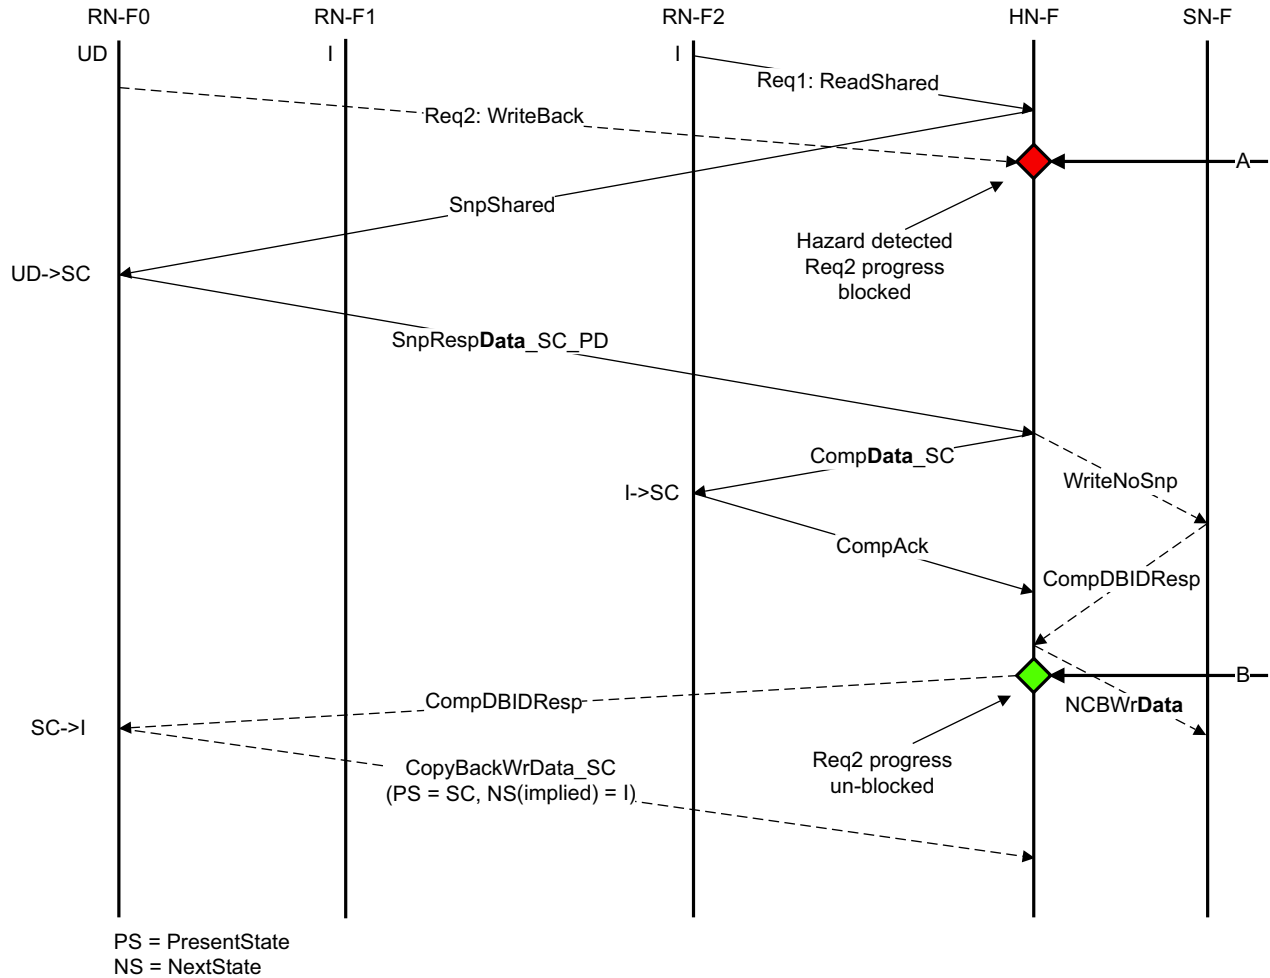 RN-F0 RN-F1 RN-F2 HN-F SN-F
UD I I
Req1: ReadShared
Req2: WriteBack
A
SnpShared
Hazard detected
Req2 progress
blocked
UD->SC
SnpRespData_SC_PD
CompData_SC
WriteNoSnp
I->SC
CompAck
CompDBIDResp
B
CompDBIDResp
NCBWrData
SC->I
Req2 progress
un-blocked
CopyBackWrData_SC
(PS = SC, NS(implied) = I)
PS = PresentState
NS = NextState